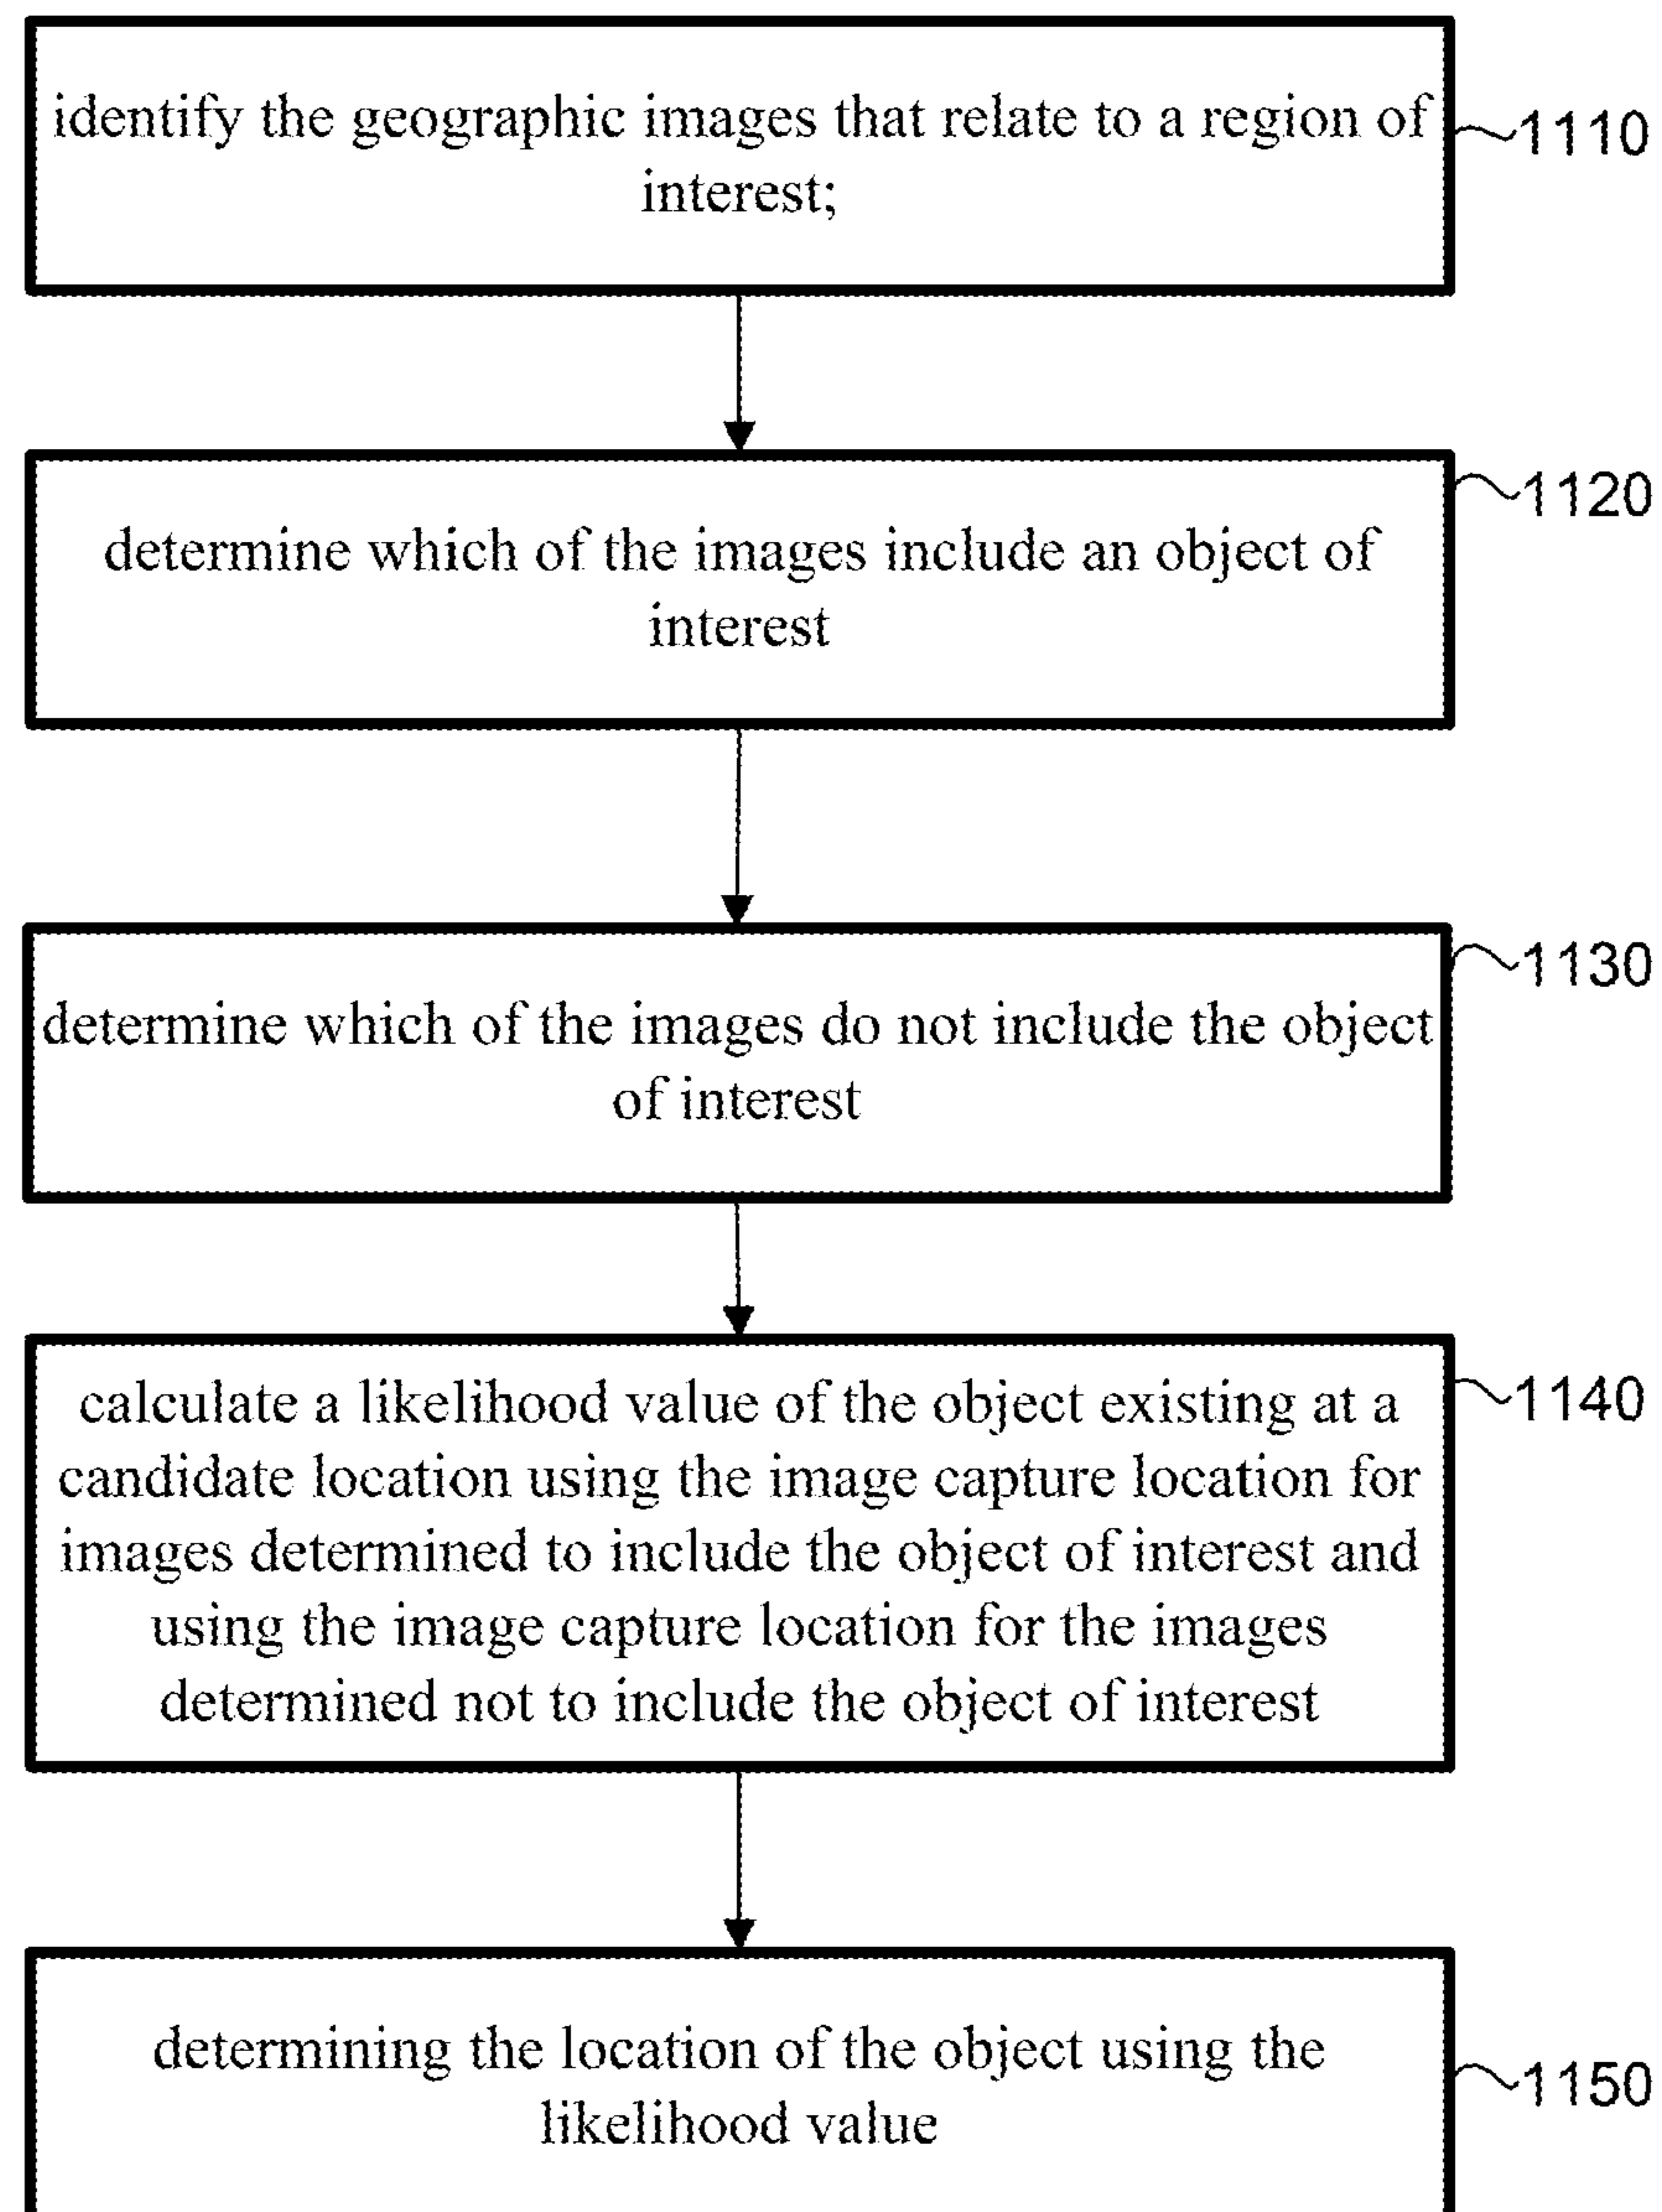 identify the geographic images that relate to a region of
interest;
1110
determine which of the images include an object of
interest
1120
determine which of the images do not include the object
of interest
1130
calculate a likelihood value of the object existing at a
candidate location using the image capture location for
images determined to include the object of interest and
using the image capture location for the images
determined not to include the object of interest
1140
determining the location of the object using the
likelihood value
1150